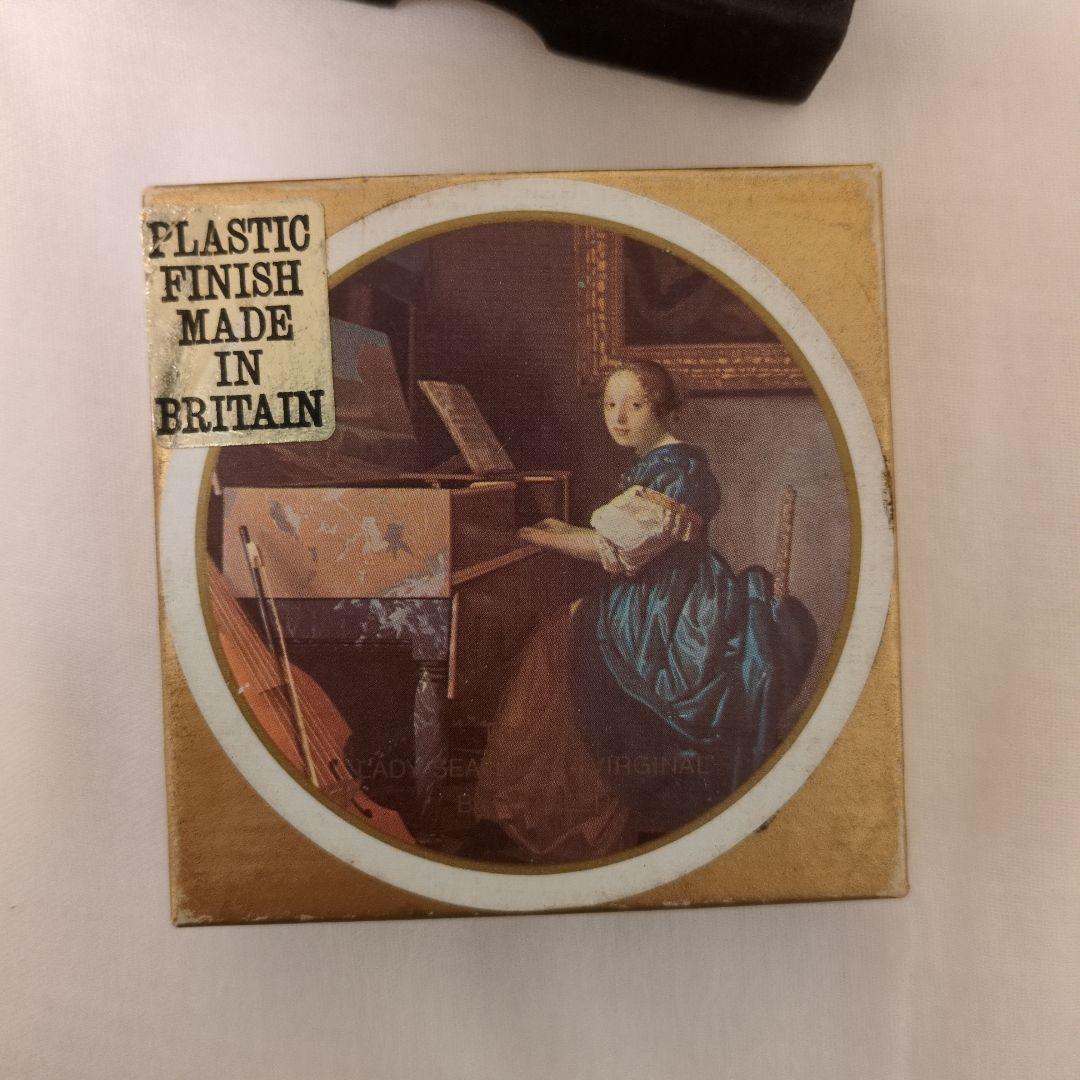 PLASTIC
FINISH
MADE
IN
BRITAIN
LADY VIRGINAL